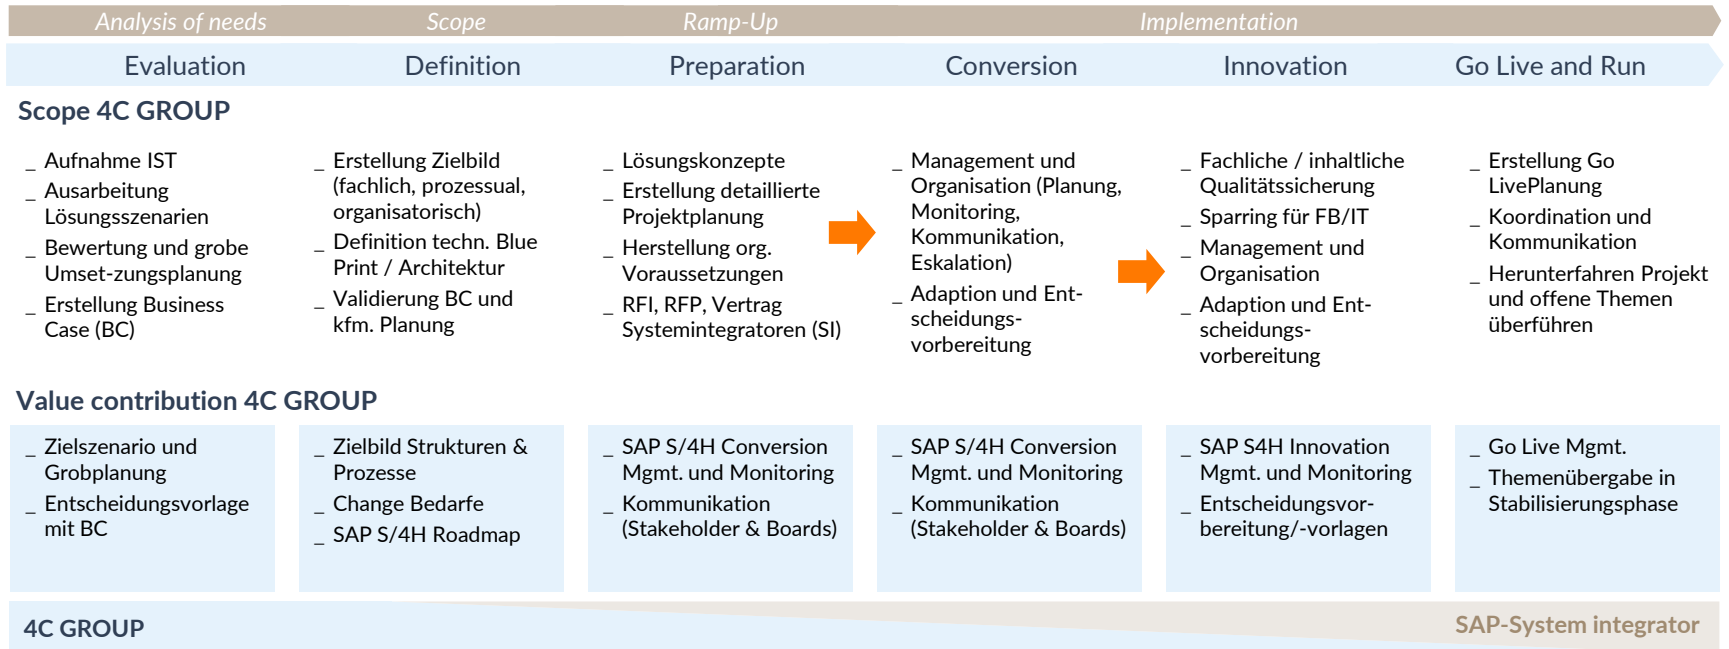 Analysis of needs
Scope
Ramp-Up
Implementation
Evaluation
Definition
Preparation
Conversion
Innovation
Go Live and Run
Scope 4C GROUP
_ Aufnahme IST
_ Ausarbeitung
Lösungsszenarien
_ Bewertung und grobe
Umset-zungsplanung
_ Erstellung Business
Case (BC)
_ Erstellung Zielbild
(fachlich, prozessual,
organisatorisch)
_ Definition techn. Blue
Print / Architektur
_ Validierung BC und
kfm. Planung
_ Lösungskonzepte
_ Erstellung detaillierte
Projektplanung
_ Herstellung org.
Voraussetzungen
_ RFI, RFP, Vertrag
Systemintegratoren (SI)
_ Management und
Organisation (Planung,
Monitoring,
Kommunikation,
Eskalation)
_ Adaption und Ent-
scheidungs-
vorbereitung
_ Fachliche / inhaltliche
Qualitätssicherung
_ Sparring für FB/IT
_ Management und
Organisation
_ Adaption und Ent-
scheidungs-
vorbereitung
_ Erstellung Go
LivePlanung
_ Koordination und
Kommunikation
_ Herunterfahren Projekt
und offene Themen
überführen
Value contribution 4C GROUP
_ Zielszenario und
Grobplanung
_ Entscheidungsvorlage
mit BC
_ Zielbild Strukturen &
Prozesse
_ Change Bedarfe
_ SAP S/4H Roadmap
_ SAP S/4H Conversion
Mgmt. und Monitoring
_ Kommunikation
(Stakeholder & Boards)
_ SAP S/4H Conversion
Mgmt. und Monitoring
_ Kommunikation
(Stakeholder & Boards)
_ SAP S4H Innovation
Mgmt. und Monitoring
_ Entscheidungsvor-
bereitung/-vorlagen
_ Go Live Mgmt.
_ Themenübergabe in
Stabilisierungsphase
4C GROUP
SAP-System integrator